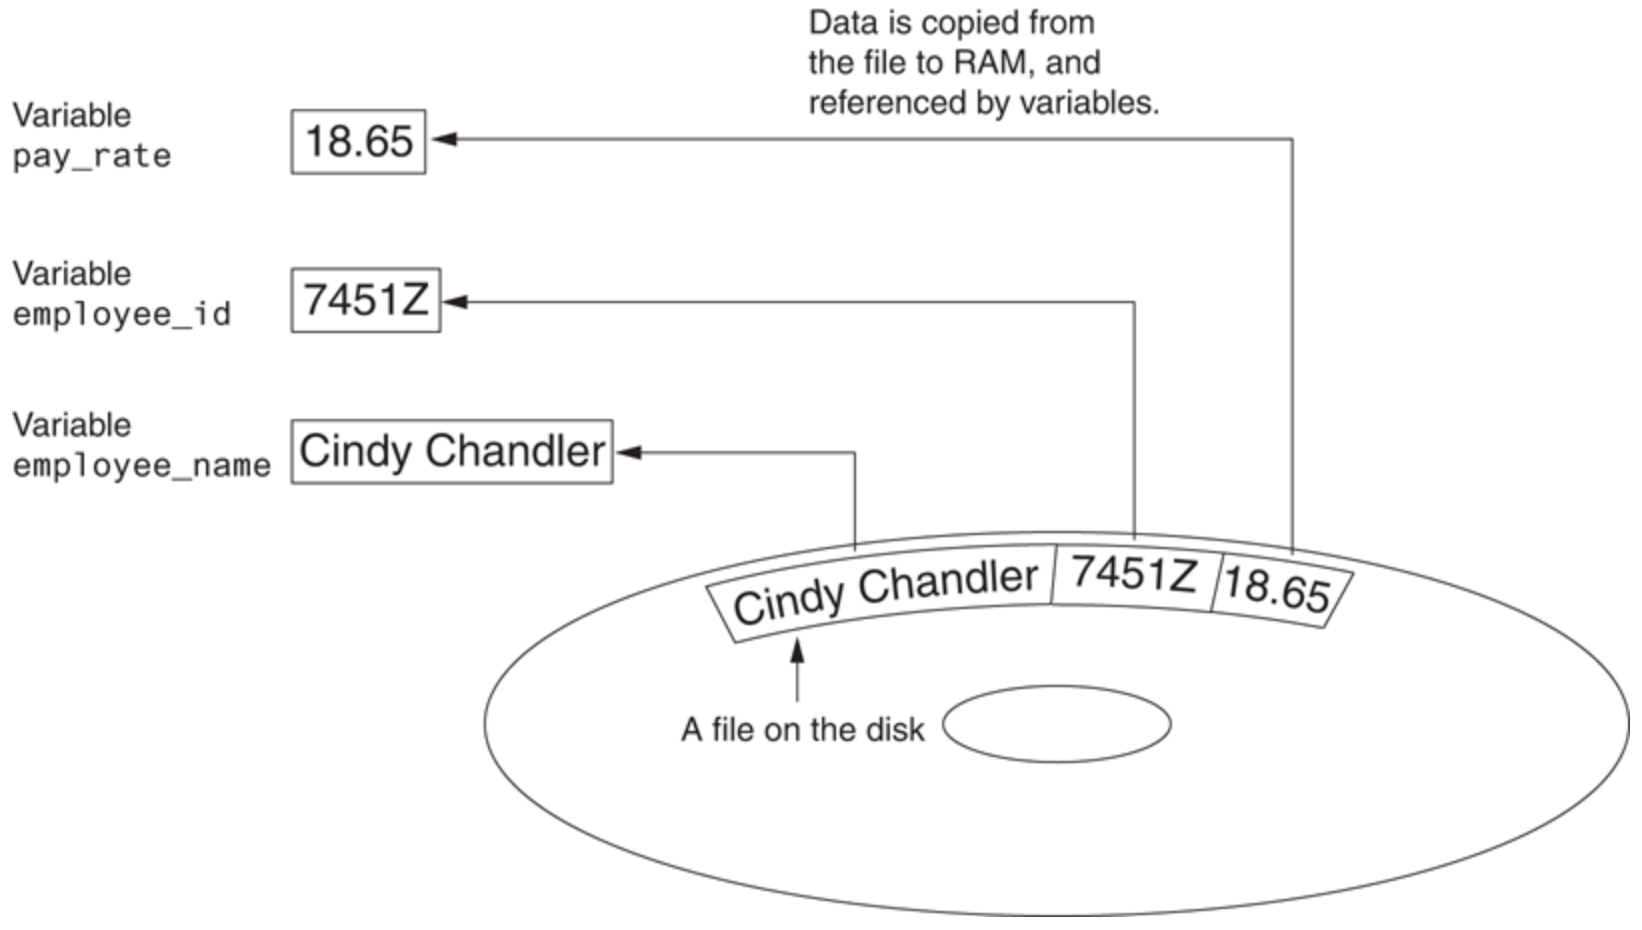 Data is copied from
the file to RAM, and
referenced by variables.
Variable
pay_rate
18.65
Variable
employee_id
7451Z
Variable
employee_name
Cindy Chandler
Cindy Chandler
7451Z
18.65
A file on the disk